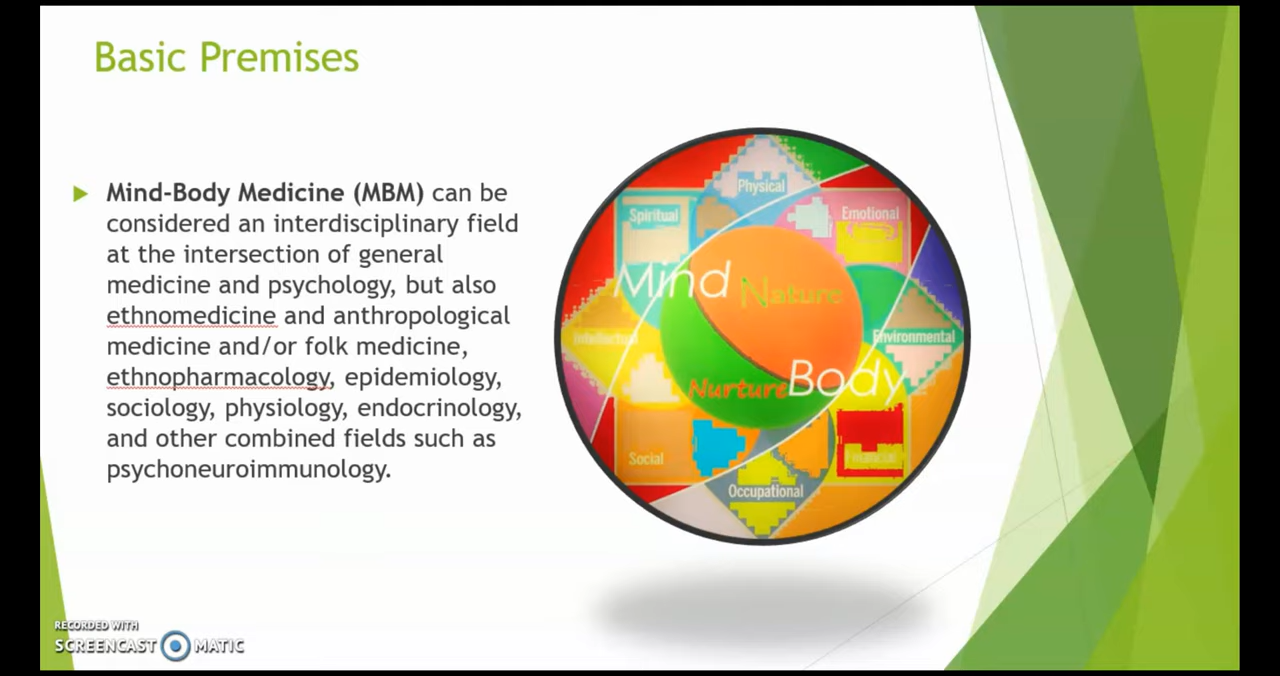 Basic Premises
Mind-Body Medicine (MBM) can be
considered an interdisciplinary field
at the intersection of general
medicine and psychology, but also
ethnomedicine and anthropological
medicine and/or folk medicine,
ethnopharmacology, epidemiology,
sociology, physiology, endocrinology,
and other combined fields such as
psychoneuroimmunology.
Physical
Spiritual
Emotional
Mind
Nature
Intellectual
Environmental
Nurture
Body
Social
Financial
Occupational
RECORDED WITH
SCREENCAST MATIC